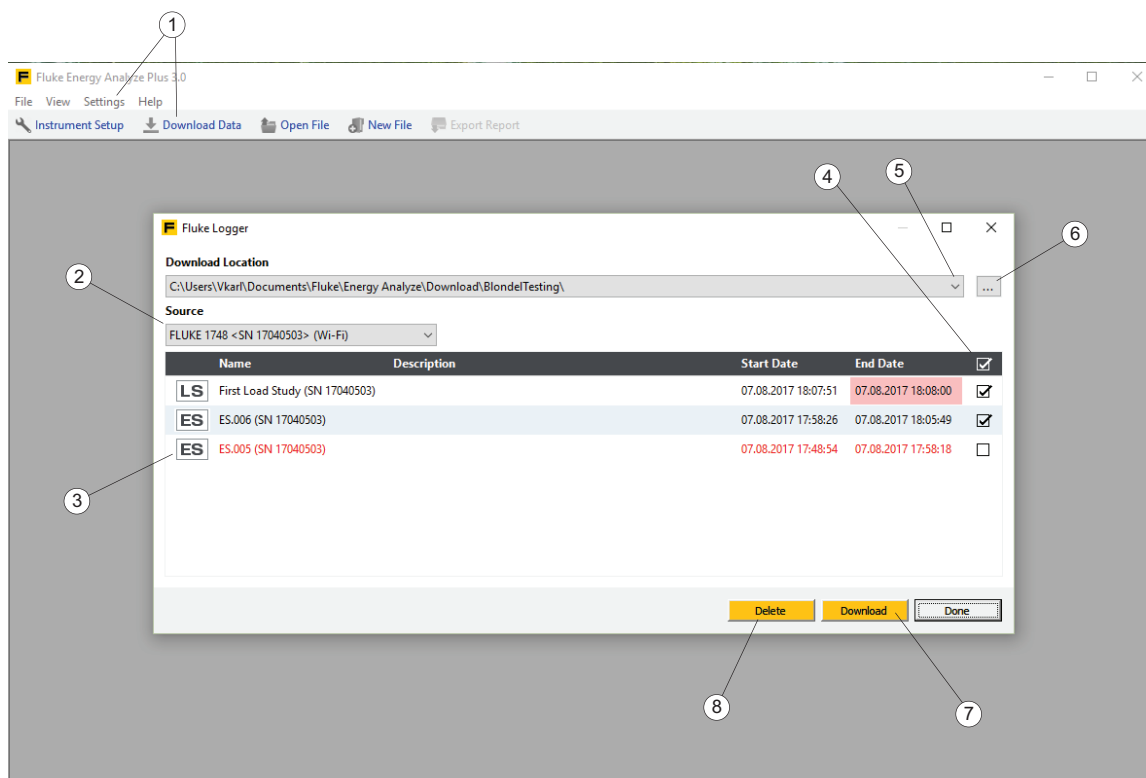 1
Fluke Energy Analyze Plus 3.0
File View Settings Help
Instrument Setup Download Data Open File New File Export Report
4
5
6
Fluke Logger
2
Download Location
C:\Users\Vkarl\Documents\Fluke\Energy Analyze\Download\BlondelTesting\
...
Source
FLUKE 1748 <SN 17040503> (Wi-Fi)
Name Description Start Date End Date
LS First Load Study (SN 17040503) 07.08.2017 18:07:51 07.08.2017 18:08:00
ES ES.006 (SN 17040503) 07.08.2017 17:58:26 07.08.2017 18:05:49
ES ES.005 (SN 17040503) 07.08.2017 17:48:54 07.08.2017 17:58:18
3
Delete Download Done
8
7